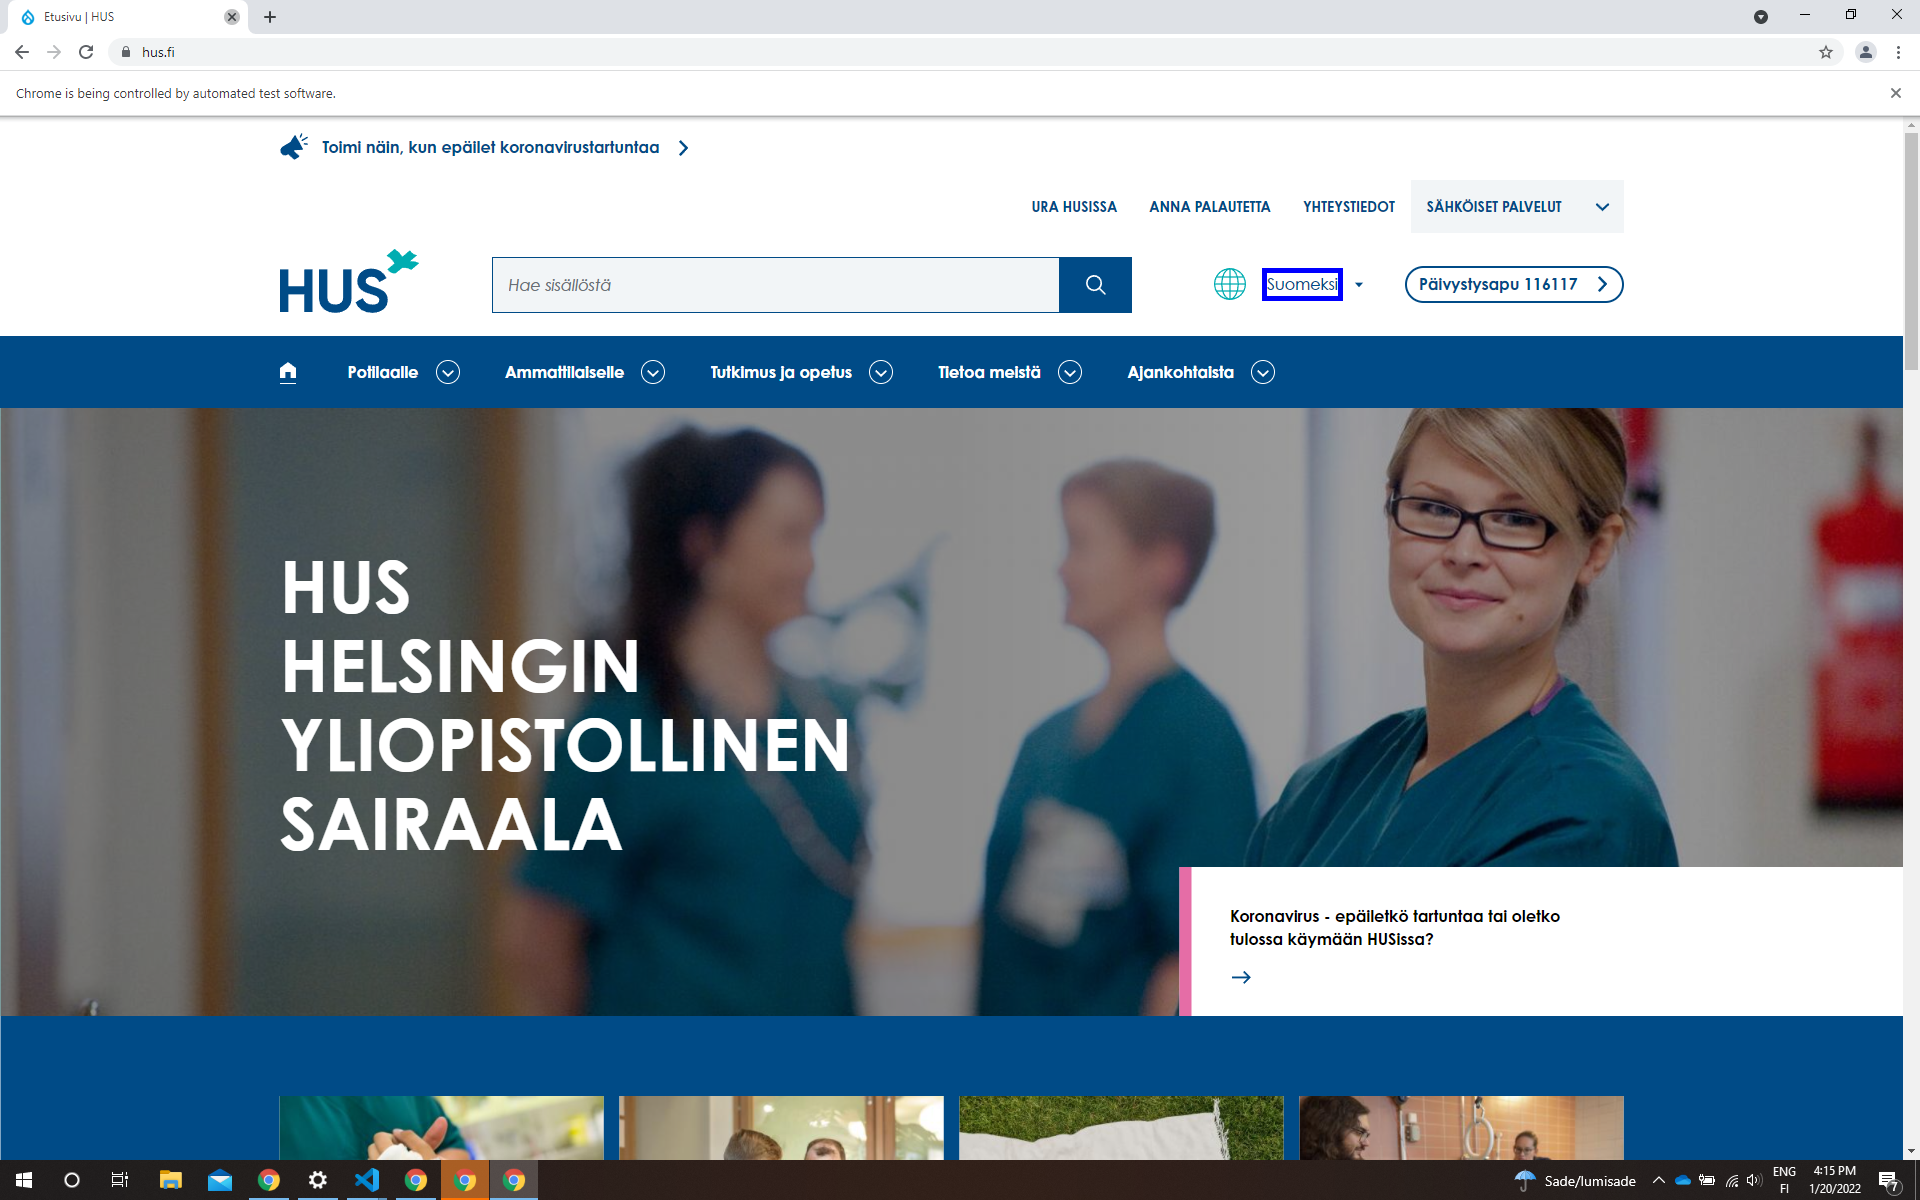 Etusivu | HUS
hus.fi
Chrome is being controlled by automated test software.
Toimi näin, kun epäilet koronavirustartuntaa
URA HUSISSA ANNA PALAUTETTA YHTEYSTIEDOT SÄHKÖISET PALVELUT
HUS
Hae sisällöstä
Suomeksi
Päivystysapu 116117
Potilaalle Ammattilaiselle Tutkimus ja opetus Tietoa meistä Ajankohtaista
HUS
HELSINGIN
YLIOPISTOLLINEN
SAIRAALA
Koronavirus - epäiletkö tartuntaa tai oletko
tulossa käymään HUSissa?
Sade/lumisade
ENG
FI
4:15 PM
1/20/2022
7